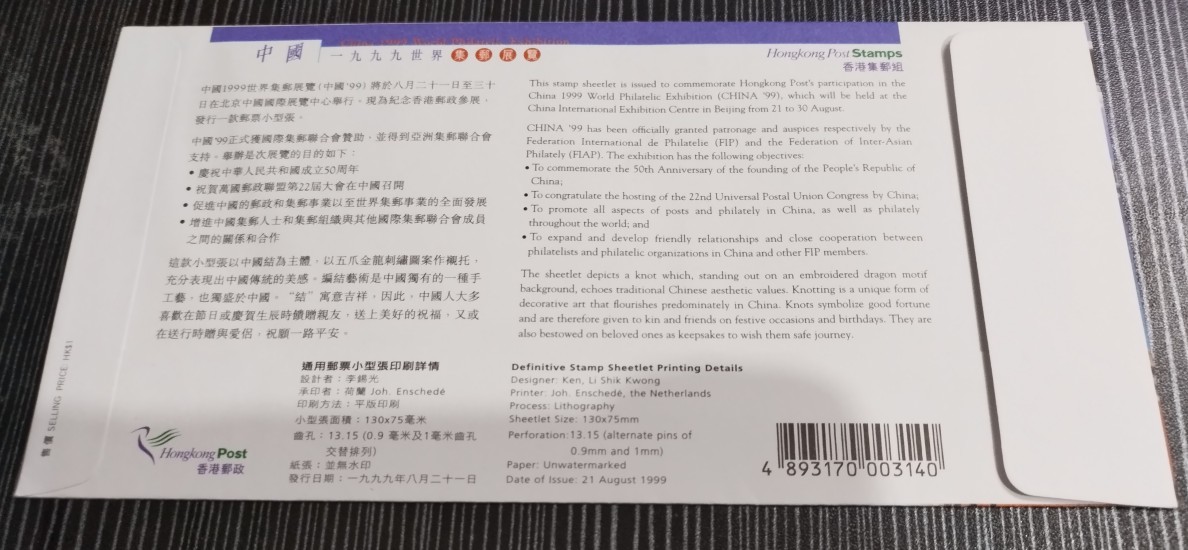 中國 一九九九世界集郵展覽
Hongkong Post Stamps
香港集郵組
中國1999世界集郵展覽(中國'99)將於八月二十一日至三十
日在北京中國國際展覽中心舉行，現為紀念香港郵政參展，
發行一款郵票小型張。
中國'99正式獲國際集郵聯合會贊助，並得到亞洲集郵聯合會
支持。舉辦是次展覽的目的如下：
• 慶祝中華人民共和國成立50周年
• 祝賀萬國郵政聯盟第22屆大會在中國召開
• 促進中國的郵政和集郵事業以至世界集郵事業的全面發展
• 增進中國集郵人士和集郵組織與其他國際集郵聯合會成員
之間的關係和合作
這款小型張以中國結為主體，以五爪金龍刺繡圖案作襯托，
充分表現出中國傳統的美感。編結藝術是中國獨有的一種手
工藝，也獨盛於中國。“結”寓意吉祥，因此，中國人大多
喜歡在節日或慶賀生辰時饋贈親友，送上美好的祝福，又或
在送行時贈與愛侶，祝願一路平安。
This stamp sheetlet is issued to commemorate Hongkong Post's participation in the
China 1999 World Philatelic Exhibition (CHINA '99), which will be held at the
China International Exhibition Centre in Beijing from 21 to 30 August.
CHINA '99 has been officially granted patronage and auspices respectively by the
Federation International de Philatelie (FIP) and the Federation of Inter-Asian
Philately (FIAP). The exhibition has the following objectives:
• To commemorate the 50th Anniversary of the founding of the People's Republic of
China;
• To congratulate the hosting of the 22nd Universal Postal Union Congress by China;
• To promote all aspects of posts and philately in China, as well as philately
throughout the world; and
• To expand and develop friendly relationships and close cooperation between
philatelists and philatelic organizations in China and other FIP members.
The sheetlet depicts a knot which, standing out on an embroidered dragon motif
background, echoes traditional Chinese aesthetic values. Knotting is a unique form of
decorative art that flourishes predominately in China. Knots symbolize good fortune
and are therefore given to kin and friends on festive occasions and birthdays. They are
also bestowed on beloved ones as keepsakes to wish them safe journey.
售價 SELLING PRICE HK$1
Hongkong Post
香港郵政
通用郵票小型張印刷詳情
設計者：李錫光
承印者：荷蘭 Joh. Enschedé
印刷方法：平版印刷
小型張面積：130x75毫米
齒孔：13.15 (0.9 毫米及1毫米齒孔
交替排列)
紙張：並無水印
發行日期：一九九九年八月二十一日
Definitive Stamp Sheetlet Printing Details
Designer: Ken, Li Shik Kwong
Printer: Joh. Enschedé, the Netherlands
Process: Lithography
Sheetlet Size: 130x75mm
Perforation: 13.15 (alternate pins of
0.9mm and 1mm)
Paper: Unwatermarked
Date of Issue: 21 August 1999
4 893170 003140